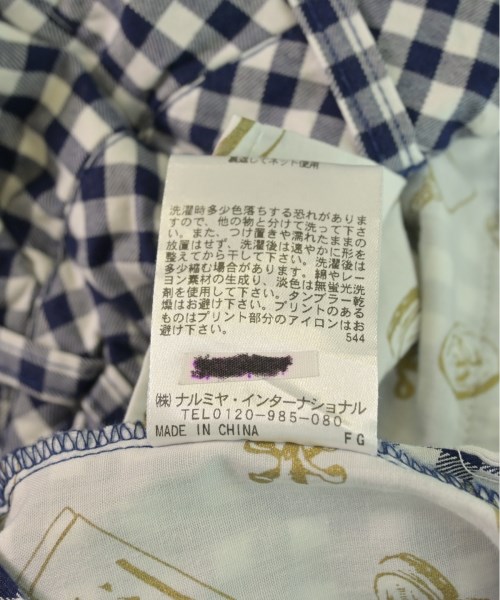 裏返してネット使用
洗濯時多少色落ちする恐れがありま
すので、他の物と分けて洗って下さ
い。また、つけ置きや濡れたままの
放置はせず、洗濯後は速やかに形を
整えてから干して下さい。洗濯後は
多少縮む場合があります。綿やレー
ヨン素材の生成り、淡色は無蛍光洗
剤を使用して下さい。タンブラー乾
燥はお避け下さい。プリントのある
ものはプリント部分のアイロンはお
避け下さい。 544
㈱ ナルミヤ・インターナショナル
TEL0120-985-080
MADE IN CHINA FG